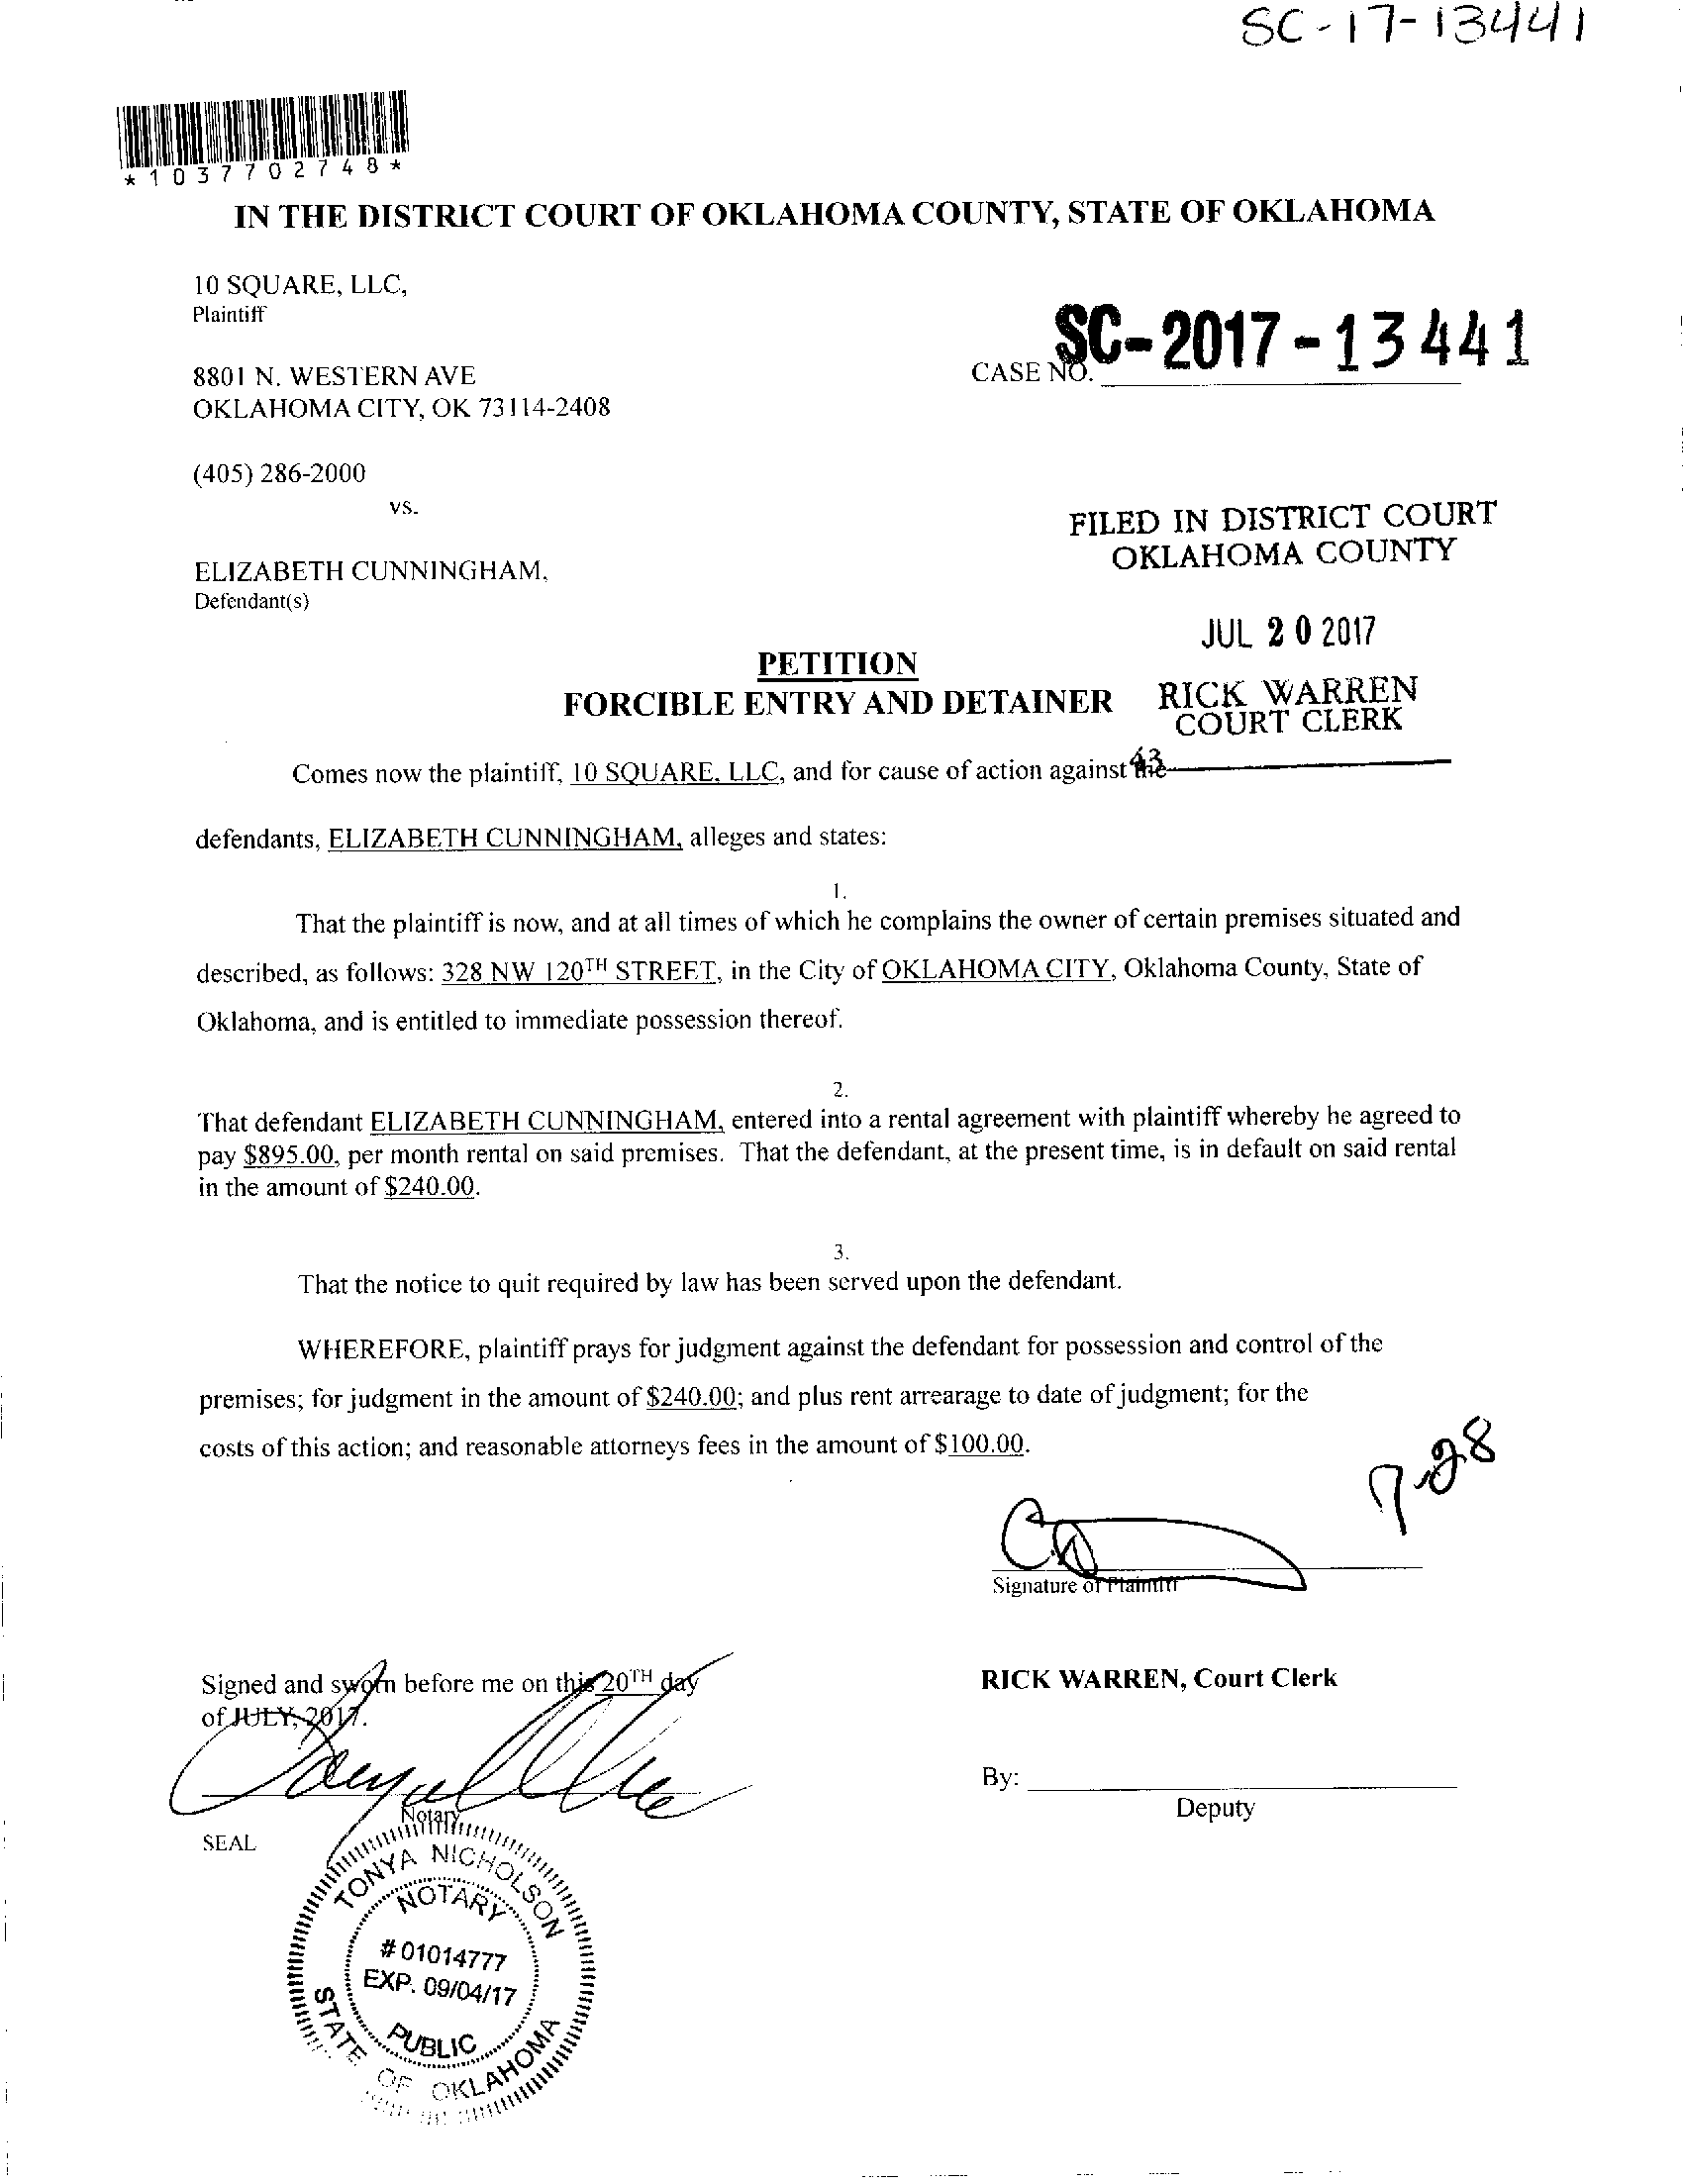 SC-17-13441
*1037702748*
IN THE DISTRICT COURT OF OKLAHOMA COUNTY, STATE OF OKLAHOMA
10 SQUARE, LLC,
Plaintiff
8801 N. WESTERN AVE
OKLAHOMA CITY, OK 73114-2408
CASE NO. SC-2017-13441
(405) 286-2000
vs.
ELIZABETH CUNNINGHAM,
Defendant(s)
FILED IN DISTRICT COURT
OKLAHOMA COUNTY
JUL 20 2017
RICK WARREN
COURT CLERK
43
PETITION
FORCIBLE ENTRY AND DETAINER
Comes now the plaintiff, 10 SQUARE, LLC, and for cause of action against the
defendants, ELIZABETH CUNNINGHAM, alleges and states:
1.
That the plaintiff is now, and at all times of which he complains the owner of certain premises situated and
described, as follows: 328 NW 120TH STREET, in the City of OKLAHOMA CITY, Oklahoma County, State of
Oklahoma, and is entitled to immediate possession thereof.
2.
That defendant ELIZABETH CUNNINGHAM, entered into a rental agreement with plaintiff whereby he agreed to
pay $895.00, per month rental on said premises. That the defendant, at the present time, is in default on said rental
in the amount of $240.00.
3.
That the notice to quit required by law has been served upon the defendant.
WHEREFORE, plaintiff prays for judgment against the defendant for possession and control of the
premises; for judgment in the amount of $240.00; and plus rent arrearage to date of judgment; for the
costs of this action; and reasonable attorneys fees in the amount of $100.00.
7-28
Signature of Plaintiff
Signed and sworn before me on this 20TH day
of JULY, 2017.
Notary
SEAL
RICK WARREN, Court Clerk
By:
Deputy
TONYA NICHOLSON
NOTARY
# 01014777
EXP. 09/04/17
PUBLIC
STATE OF OKLAHOMA